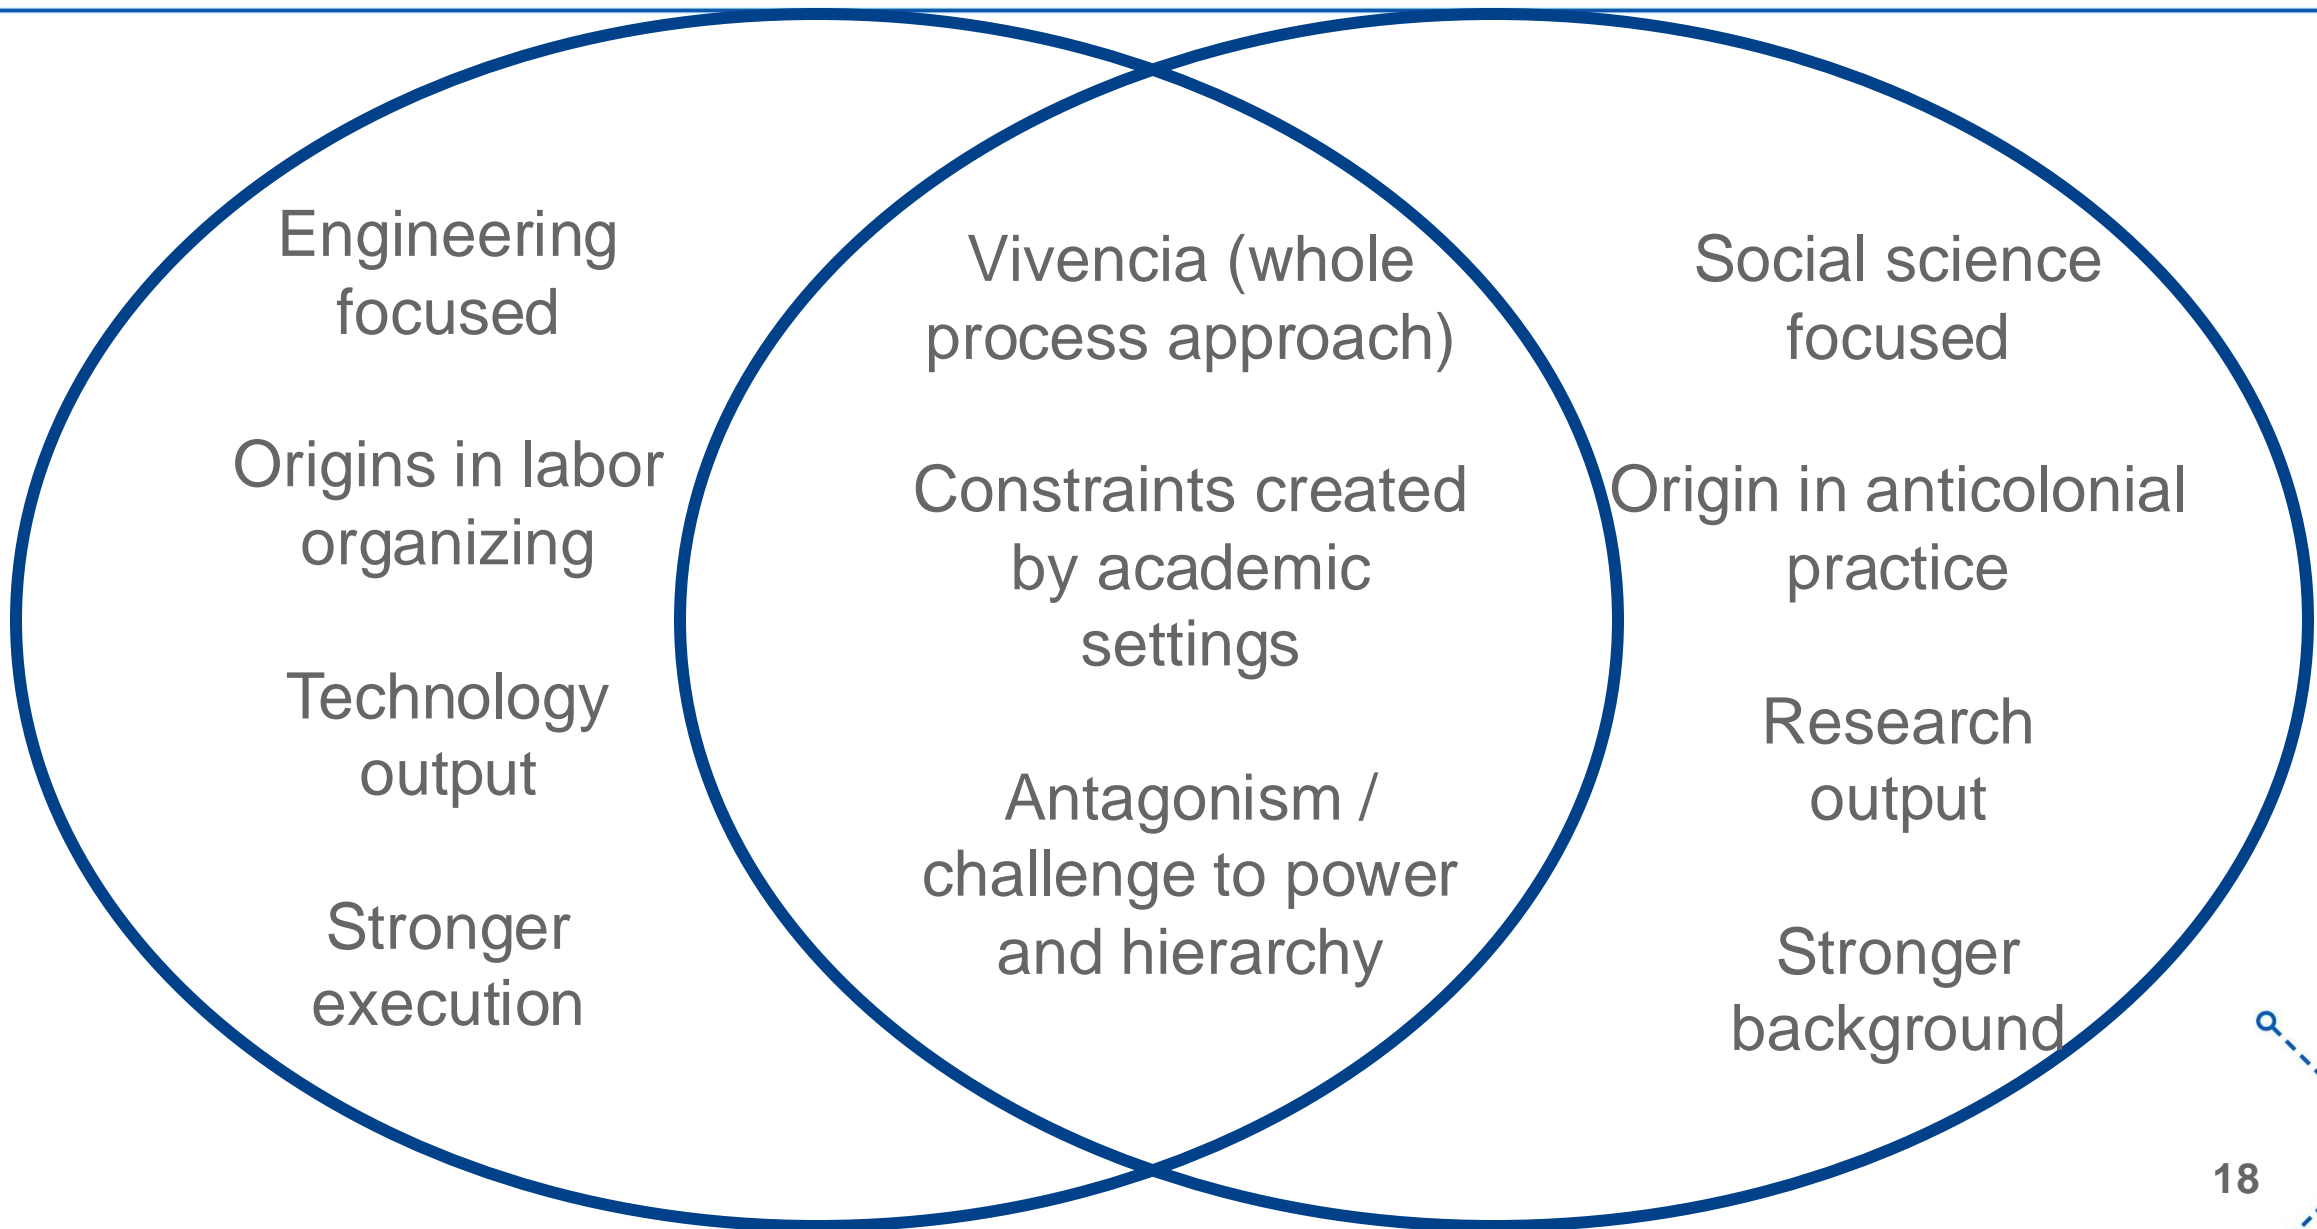 Engineering
focused
Origins in labor
organizing
Technology
output
Stronger
execution
Vivencia (whole
process approach)
Constraints created
by academic
settings
Antagonism /
challenge to power
and hierarchy
Social science
focused
Origin in anticolonial
practice
Research
output
Stronger
background
18